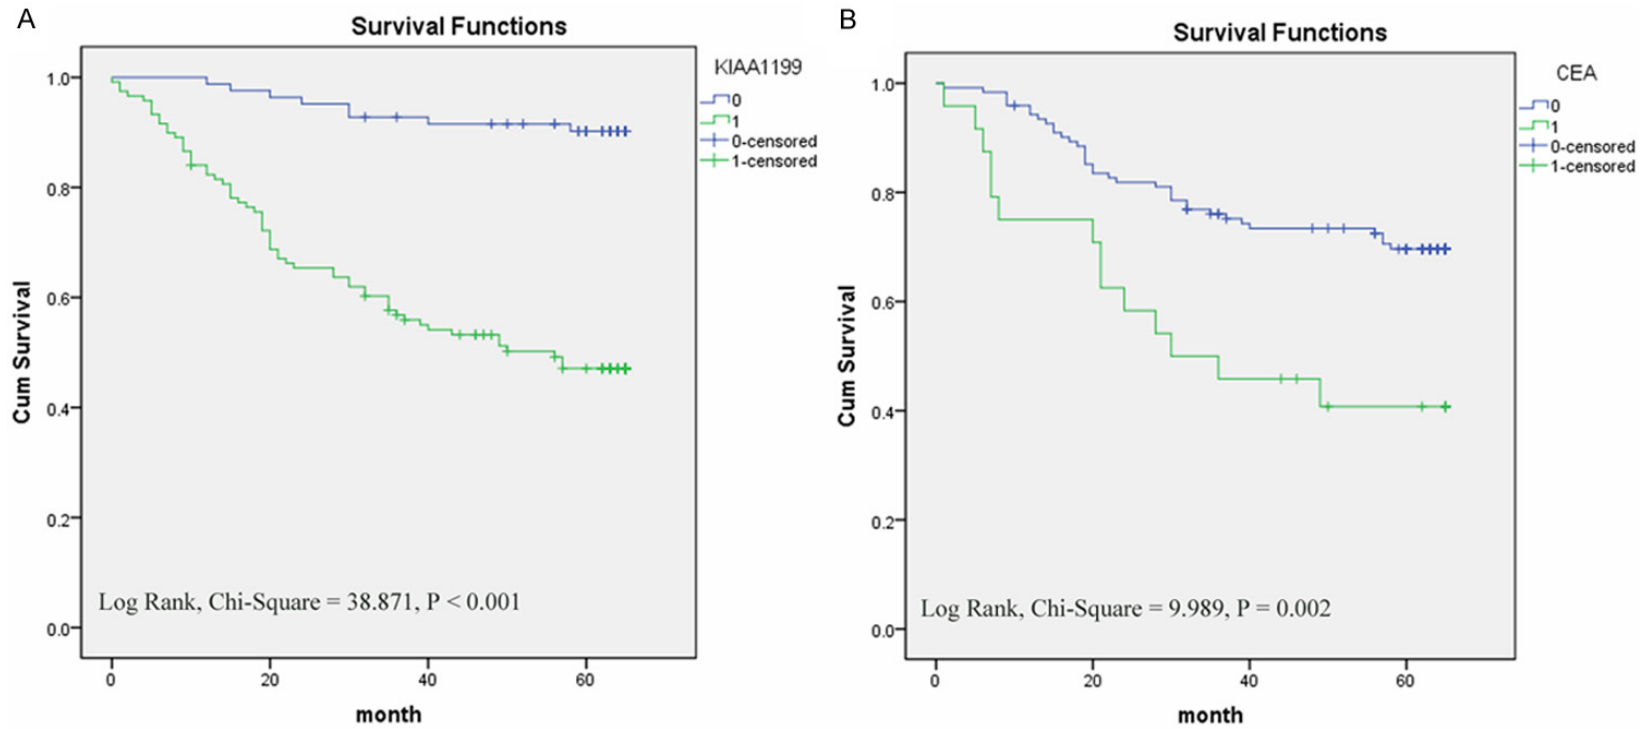 A
Survival Functions
KIAA1199
0
1
0-censored
1-censored
1.0
0.8
0.6
0.4
0.2
0.0
Cum Survival
Log Rank, Chi-Square = 38.871, P < 0.001
0 20 40 60
month
B
Survival Functions
CEA
0
1
0-censored
1-censored
1.0
0.8
0.6
0.4
0.2
0.0
Cum Survival
Log Rank, Chi-Square = 9.989, P = 0.002
0 20 40 60
month